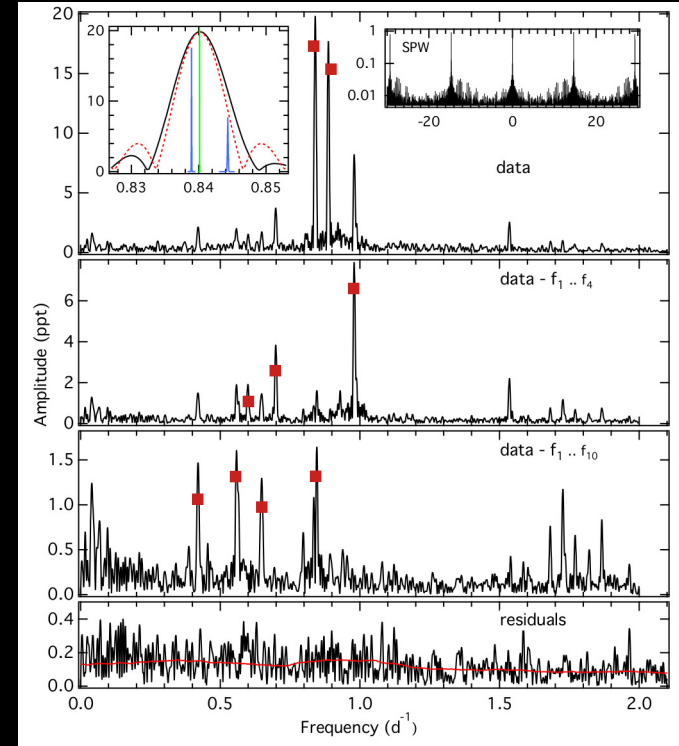 20
15
10
5
0
20
10
0
0.83 0.84 0.85
SPW
1
0.1
0.01
-20 0 20
data
6
4
2
0
data - f₁ .. f₄
1.5
1.0
0.5
0.0
data - f₁ .. f₁₀
0.4
0.2
0.0
residuals
0.0 0.5 1.0 1.5 2.0
Frequency (d⁻¹)
Amplitude (ppt)